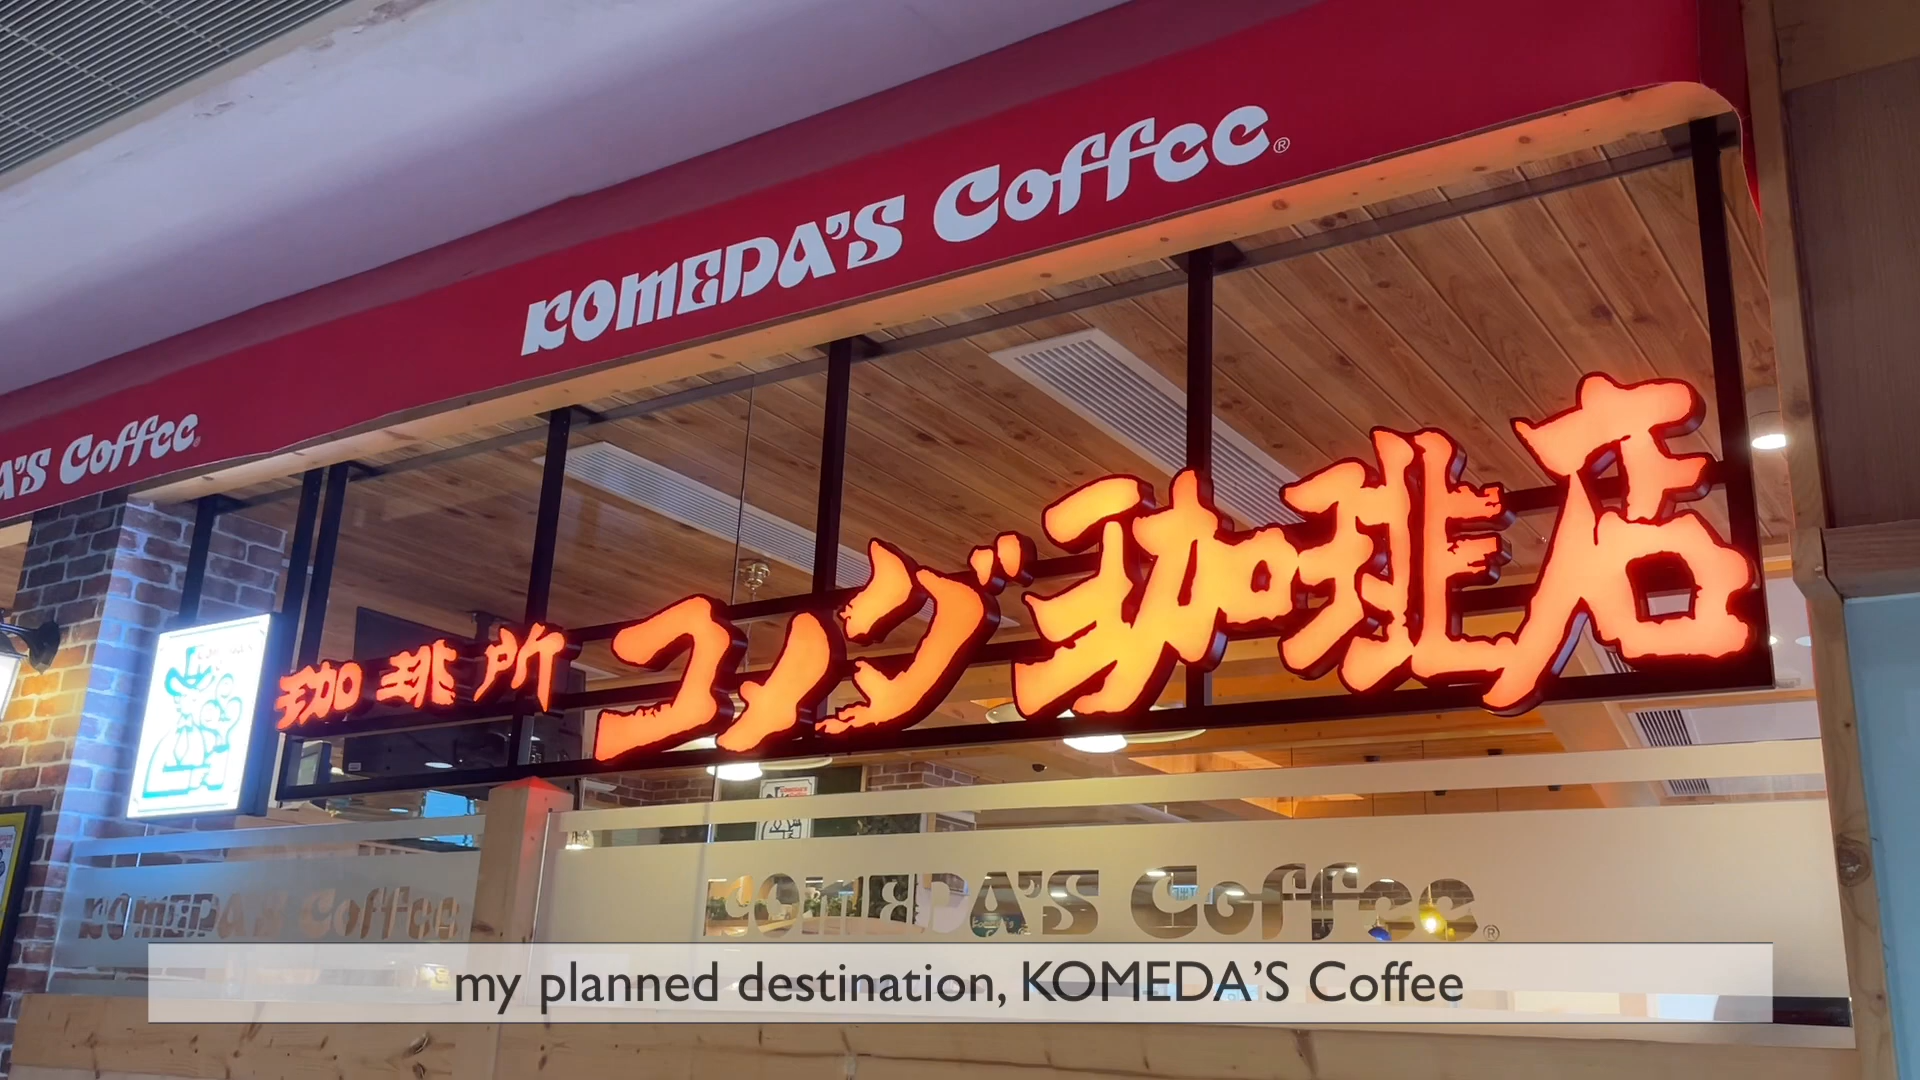 KOMEDA'S Coffee®
A'S Coffee®
珈琲所 コメダ珈琲店
KOMEDA'S Coffee
KOMEDA'S Coffee®
my planned destination, KOMEDA’S Coffee